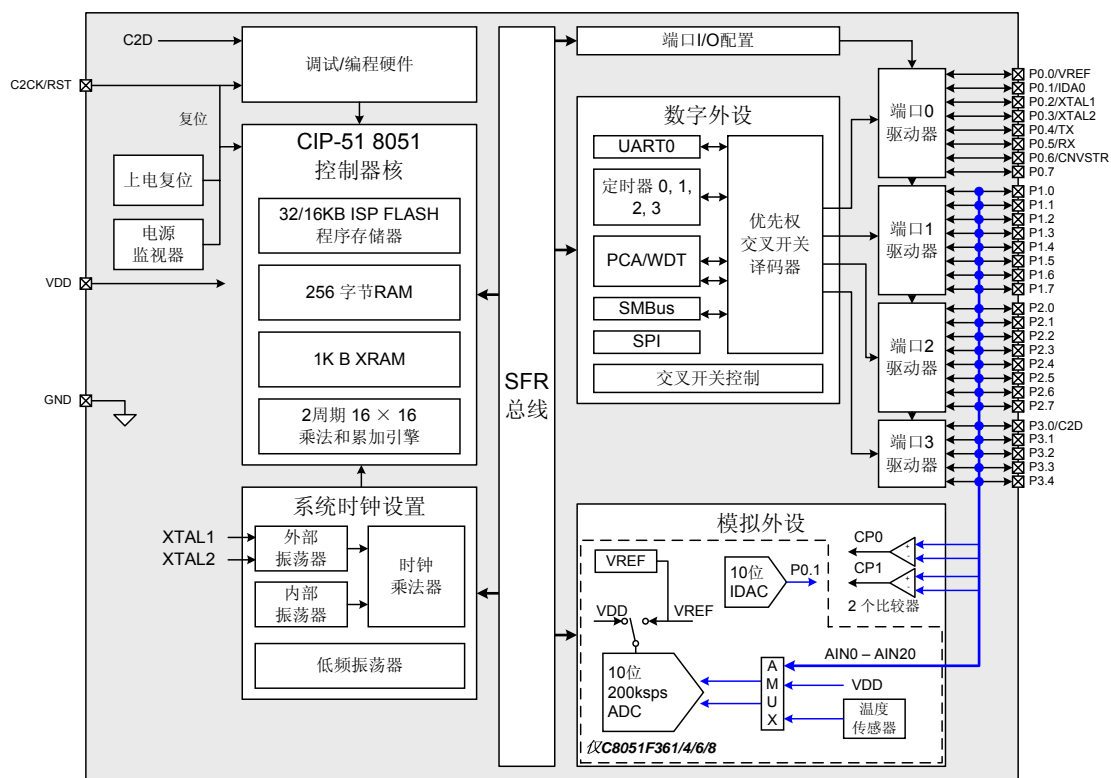 C2D
C2CK/RST
复位
上电复位
电源
监视器
VDD
GND
调试/编程硬件
CIP-51 8051
控制器核
32/16KB ISP FLASH
程序存储器
256 字节RAM
1K B XRAM
2周期 16 × 16
乘法和累加引擎
系统时钟设置
XTAL1
XTAL2
外部
振荡器
内部
振荡器
时钟
乘法器
低频振荡器
SFR
总线
端口I/O配置
数字外设
UART0
定时器 0, 1,
2, 3
PCA/WDT
SMBus
SPI
优先权
交叉开关
译码器
交叉开关控制
端口0
驱动器
端口1
驱动器
端口2
驱动器
端口3
驱动器
P0.0/VREF
P0.1/IDA0
P0.2/XTAL1
P0.3/XTAL2
P0.4/TX
P0.5/RX
P0.6/CNVSTR
P0.7
P1.0
P1.1
P1.2
P1.3
P1.4
P1.5
P1.6
P1.7
P2.0
P2.1
P2.2
P2.3
P2.4
P2.5
P2.6
P2.7
P3.0/C2D
P3.1
P3.2
P3.3
P3.4
模拟外设
VREF
10位
IDAC
P0.1
CP0
+
-
CP1
+
-
2 个比较器
VDD
VREF
10位
200ksps
ADC
A
M
U
X
AIN0 – AIN20
VDD
温度
传感器
仅C8051F361/4/6/8